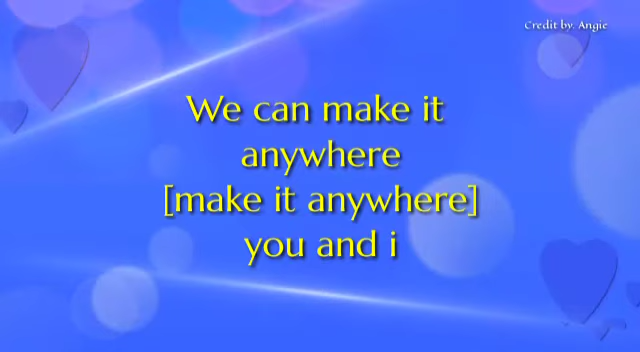 Credit by. Angie
We can make it
anywhere
[make it anywhere]
you and i